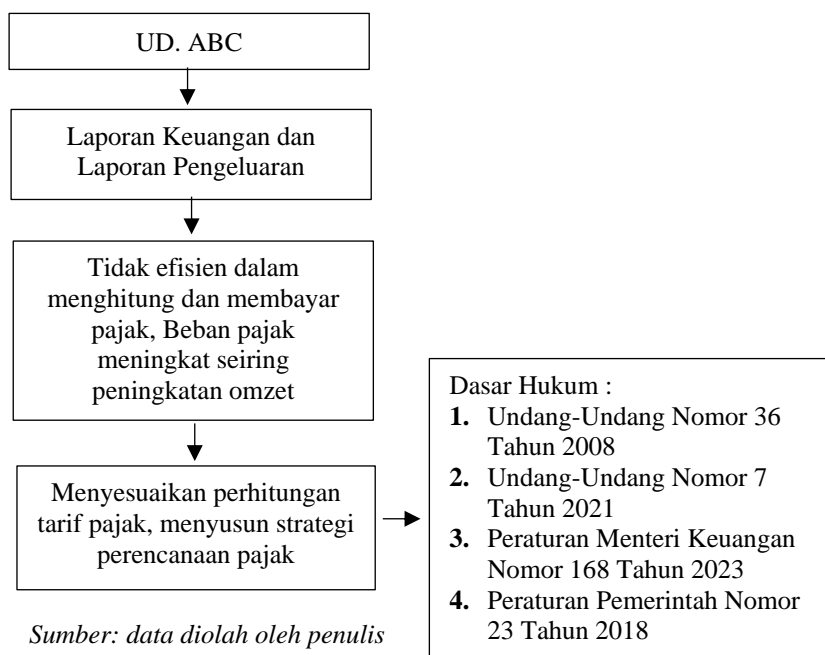 UD. ABC
Laporan Keuangan dan
Laporan Pengeluaran
Tidak efisien dalam
menghitung dan membayar
pajak, Beban pajak
meningkat seiring
peningkatan omzet
Menyesuaikan perhitungan
tarif pajak, menyusun strategi
perencanaan pajak
Dasar Hukum :
1. Undang-Undang Nomor 36
Tahun 2008
2. Undang-Undang Nomor 7
Tahun 2021
3. Peraturan Menteri Keuangan
Nomor 168 Tahun 2023
4. Peraturan Pemerintah Nomor
23 Tahun 2018
Sumber: data diolah oleh penulis